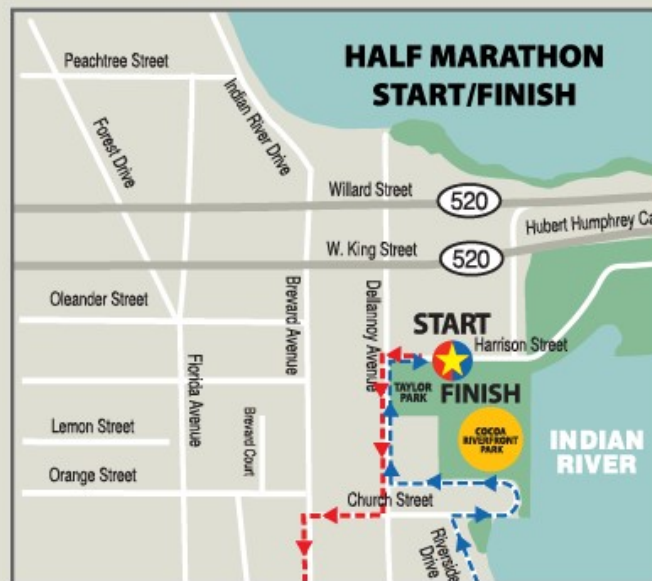 HALF MARATHON
START/FINISH
Peachtree Street
Indian River Drive
Forest Drive
Willard Street
520
Hubert Humphrey Ca
W. King Street
520
Oleander Street
Brevard Avenue
Dellannoy Avenue
START
Harrison Street
Florida Avenue
TAYLOR
PARK
FINISH
Lemon Street
Brevard Court
COCOA
RIVERFRONT
PARK
INDIAN
RIVER
Orange Street
Church Street
Riverside
Drive